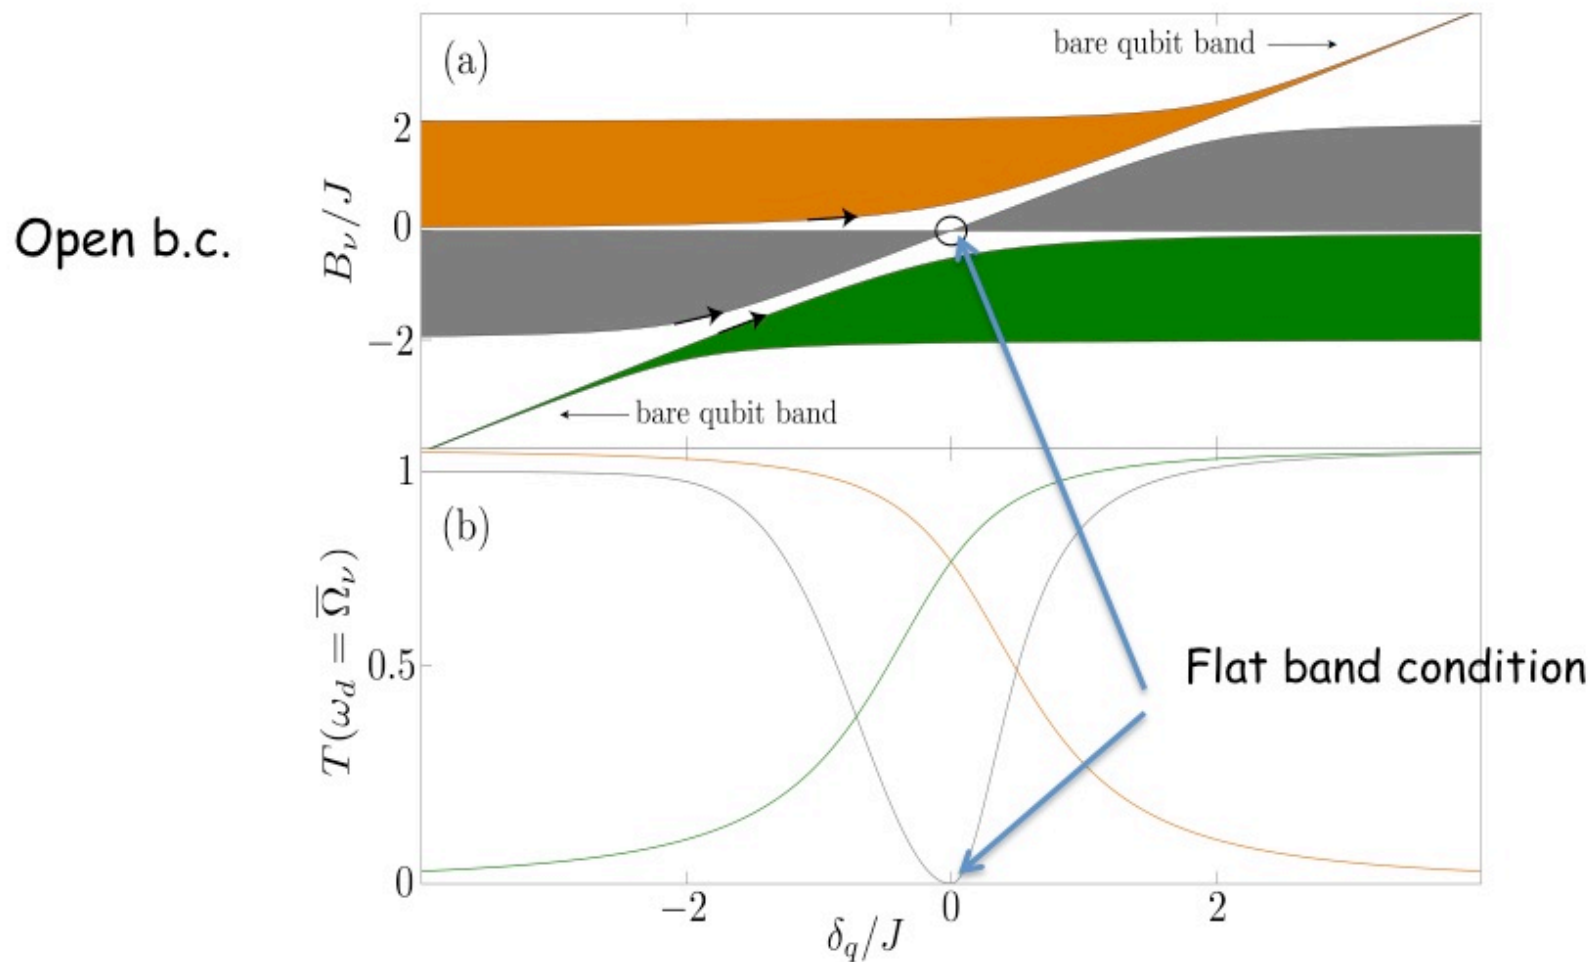 (a)
bare qubit band
2
0
−2
B_ν/J
Open b.c.
bare qubit band
1
(b)
0.5
T(ω_d = Ω̅_ν)
Flat band condition
0
−2
0
2
δ_q/J